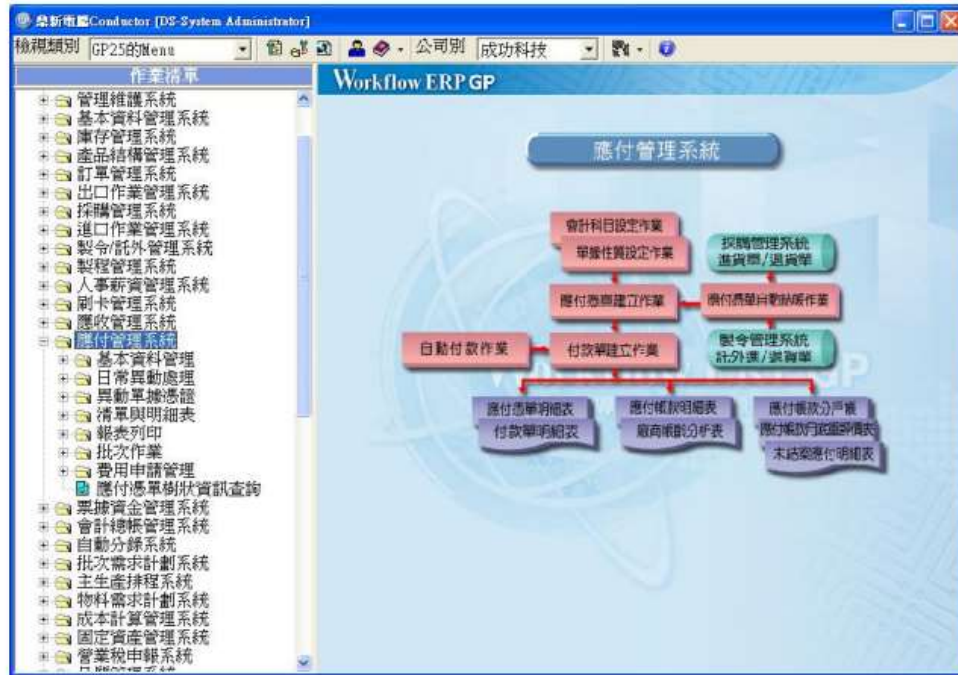 鼎新電腦Conductor [DS-System Administrator]
檢視類別 GP25的Menu 公司別 成功科技
作業清單
Workflow ERP GP
管理維護系統
基本資料管理系統
庫存管理系統
產品結構管理系統
訂單管理系統
出口作業管理系統
採購管理系統
進口作業管理系統
製令/託外管理系統
製程管理系統
人事薪資管理系統
刷卡管理系統
應收管理系統
應付管理系統
基本資料管理
日常異動處理
異動單據憑證
清單與明細表
報表列印
批次作業
費用申請管理
應付憑單樹狀資訊查詢
票據資金管理系統
會計總帳管理系統
自動分錄系統
批次需求計劃系統
主生產排程系統
物料需求計劃系統
成本計算管理系統
固定資產管理系統
營業稅申報系統
應付管理系統
會計科目設定作業
單據性質設定作業
採購管理系統
進貨單/退貨單
應付憑單建立作業
應付憑單自動結帳作業
自動付款作業
付款單建立作業
製令管理系統
託外進/退貨單
應付憑單明細表
付款單明細表
應付帳款明細表
廠商帳齡分析表
應付帳款分戶帳
應付帳款月底重評價表
未結案應付明細表